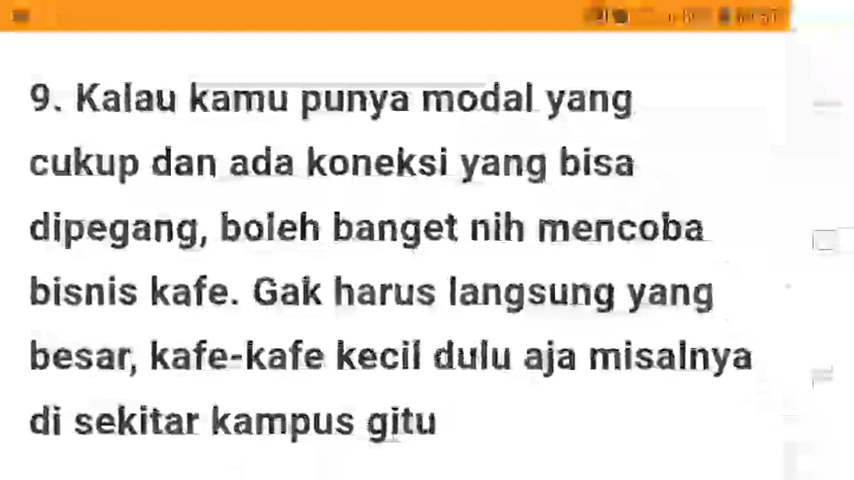 9. Kalau kamu punya modal yang
cukup dan ada koneksi yang bisa
dipegang, boleh banget nih mencoba
bisnis kafe. Gak harus langsung yang
besar, kafe-kafe kecil dulu aja misalnya
di sekitar kampus gitu